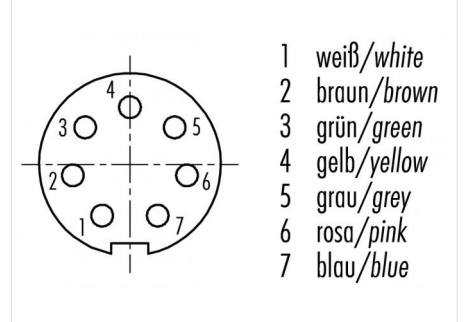 4
3
5
2
6
1
7
1 weiß/white
2 braun/brown
3 grün/green
4 gelb/yellow
5 grau/grey
6 rosa/pink
7 blau/blue